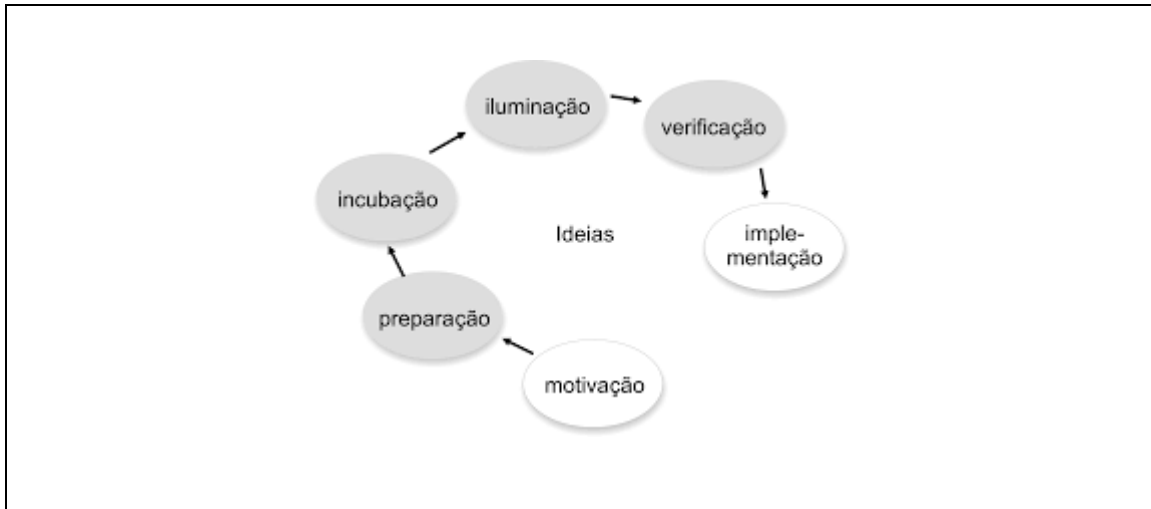 iluminação
verificação
incubação
Ideias
imple-
mentação
preparação
motivação